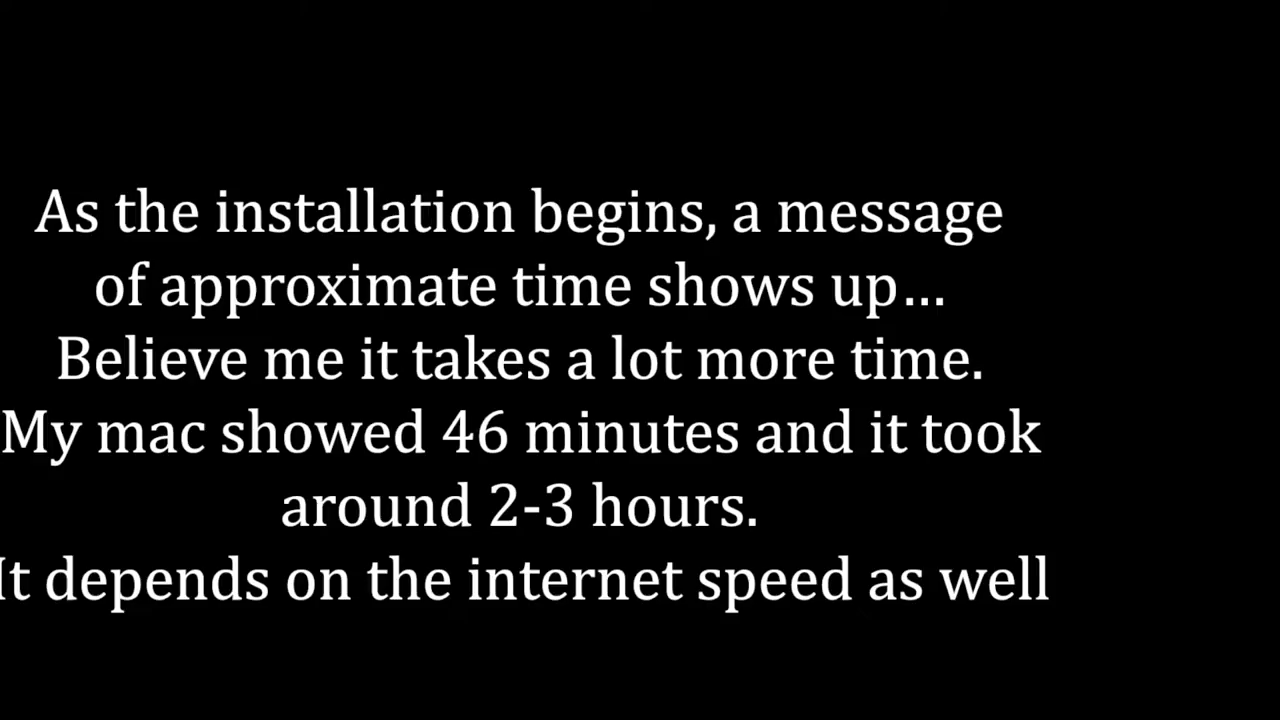 As the installation begins, a message
of approximate time shows up…
Believe me it takes a lot more time.
My mac showed 46 minutes and it took
around 2-3 hours.
It depends on the internet speed as well